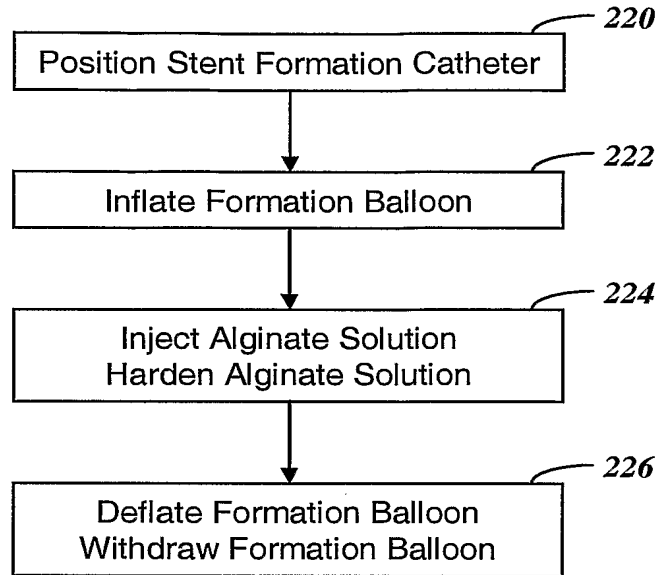 220
Position Stent Formation Catheter
222
Inflate Formation Balloon
224
Inject Alginate Solution
Harden Alginate Solution
226
Deflate Formation Balloon
Withdraw Formation Balloon